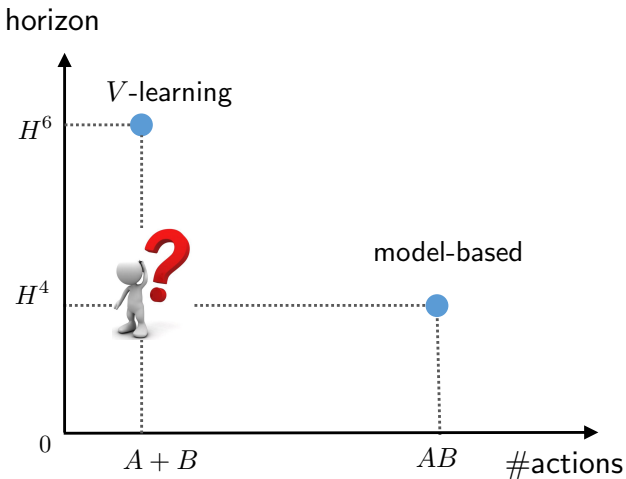 horizon
V-learning
H^6
model-based
H^4
?
0
A + B
AB
#actions